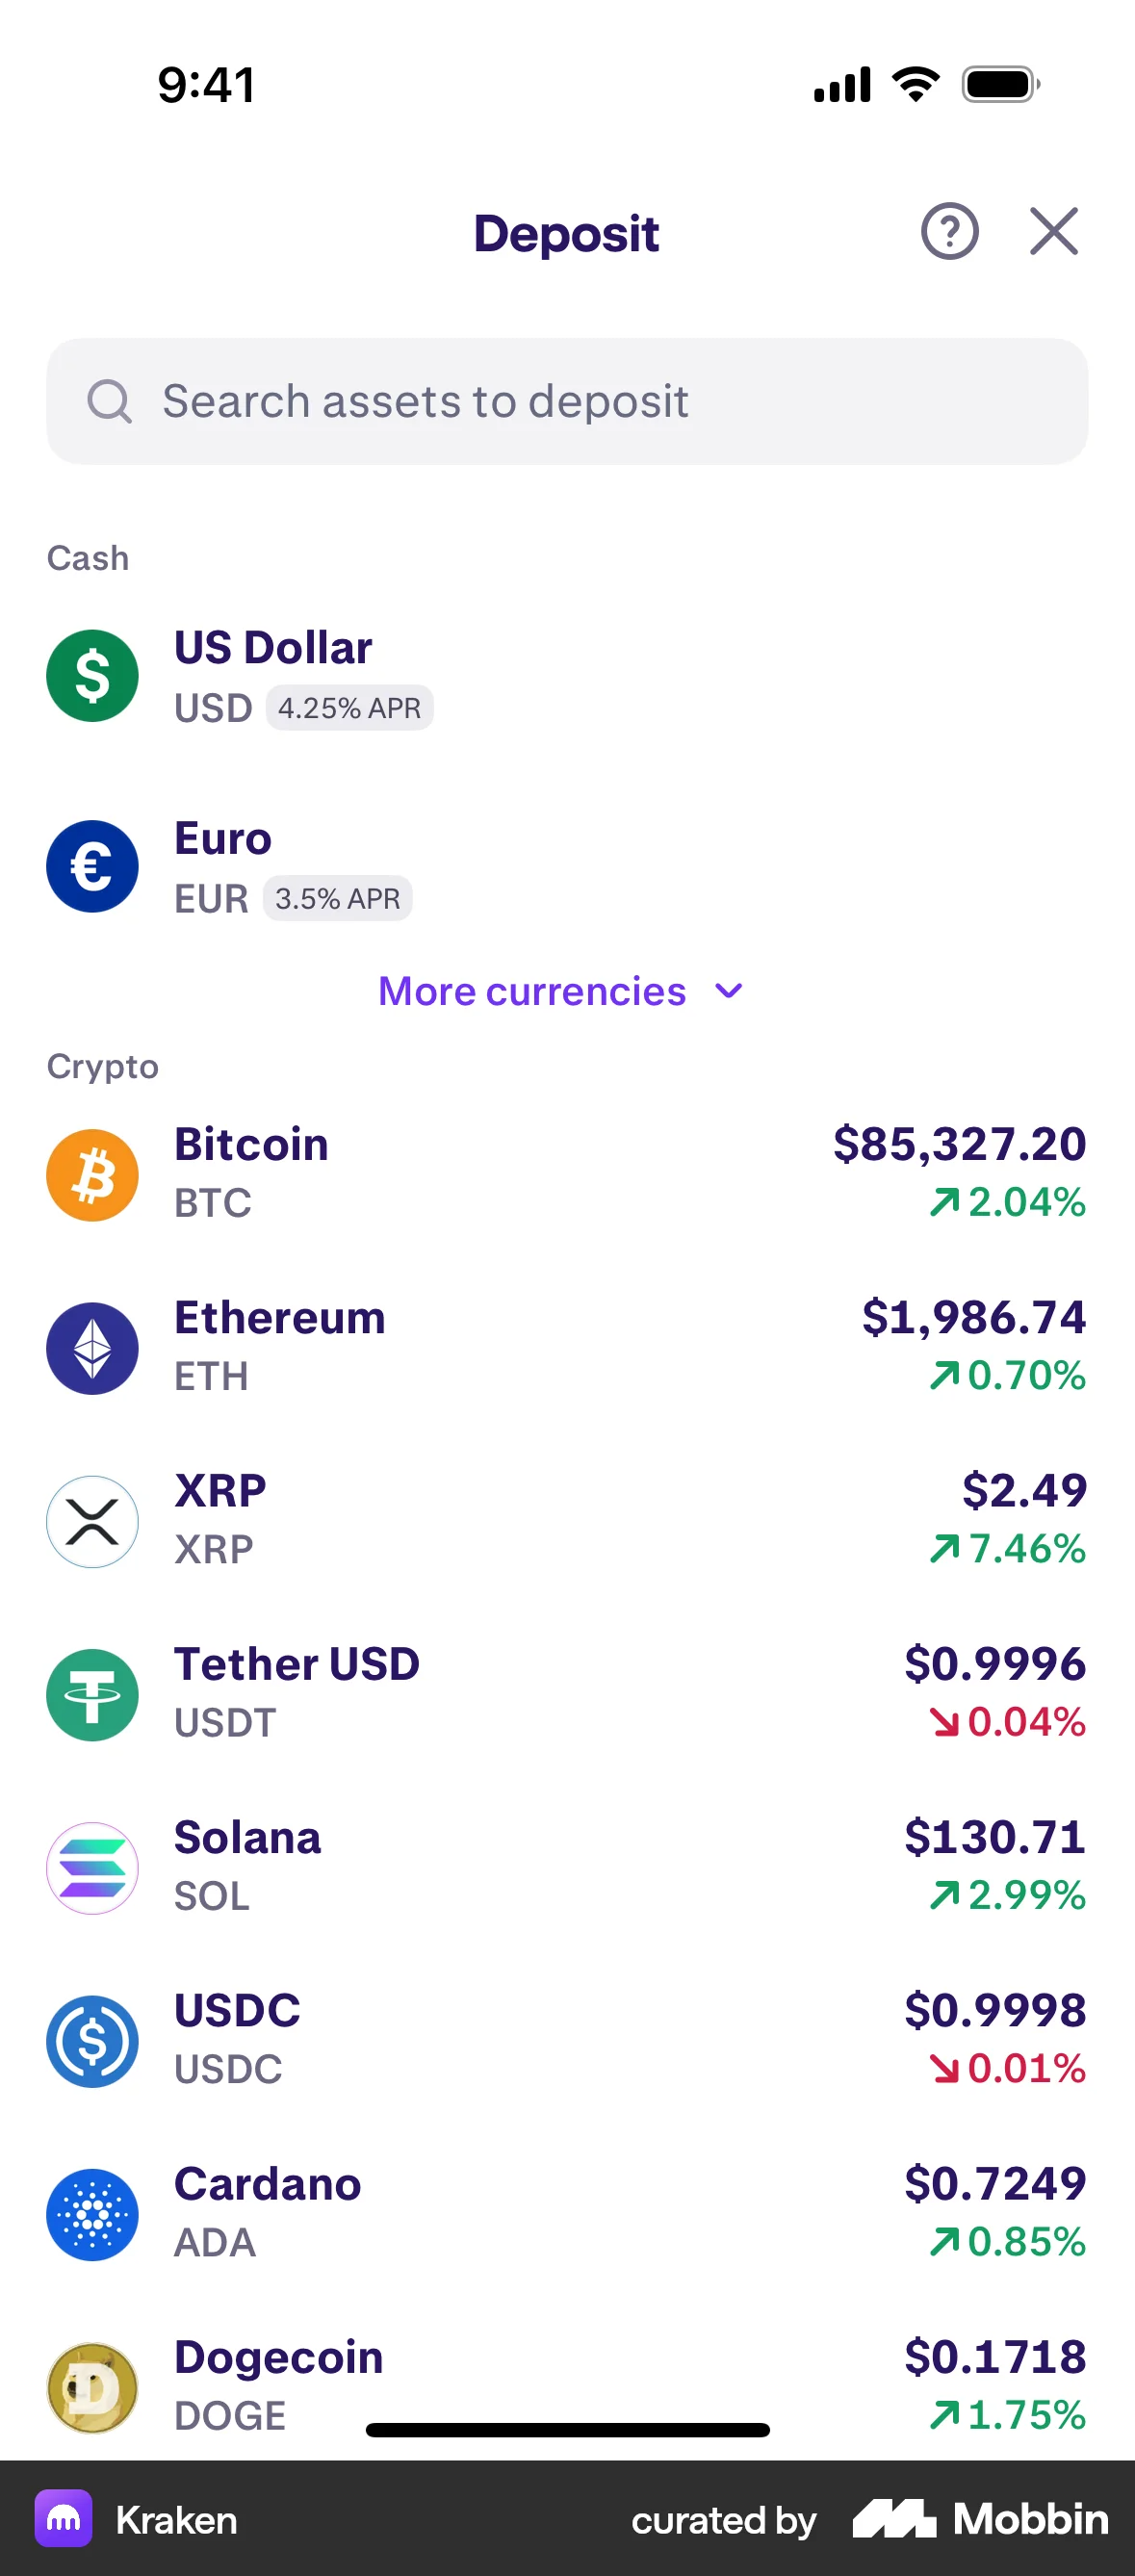 9:41
Deposit
Search assets to deposit
Cash
US Dollar
USD 4.25% APR
Euro
EUR 3.5% APR
More currencies
Crypto
Bitcoin $85,327.20
BTC 2.04%
Ethereum $1,986.74
ETH 0.70%
XRP $2.49
XRP 7.46%
Tether USD $0.9996
USDT 0.04%
Solana $130.71
SOL 2.99%
USDC $0.9998
USDC 0.01%
Cardano $0.7249
ADA 0.85%
Dogecoin $0.1718
DOGE 1.75%
Kraken curated by Mobbin